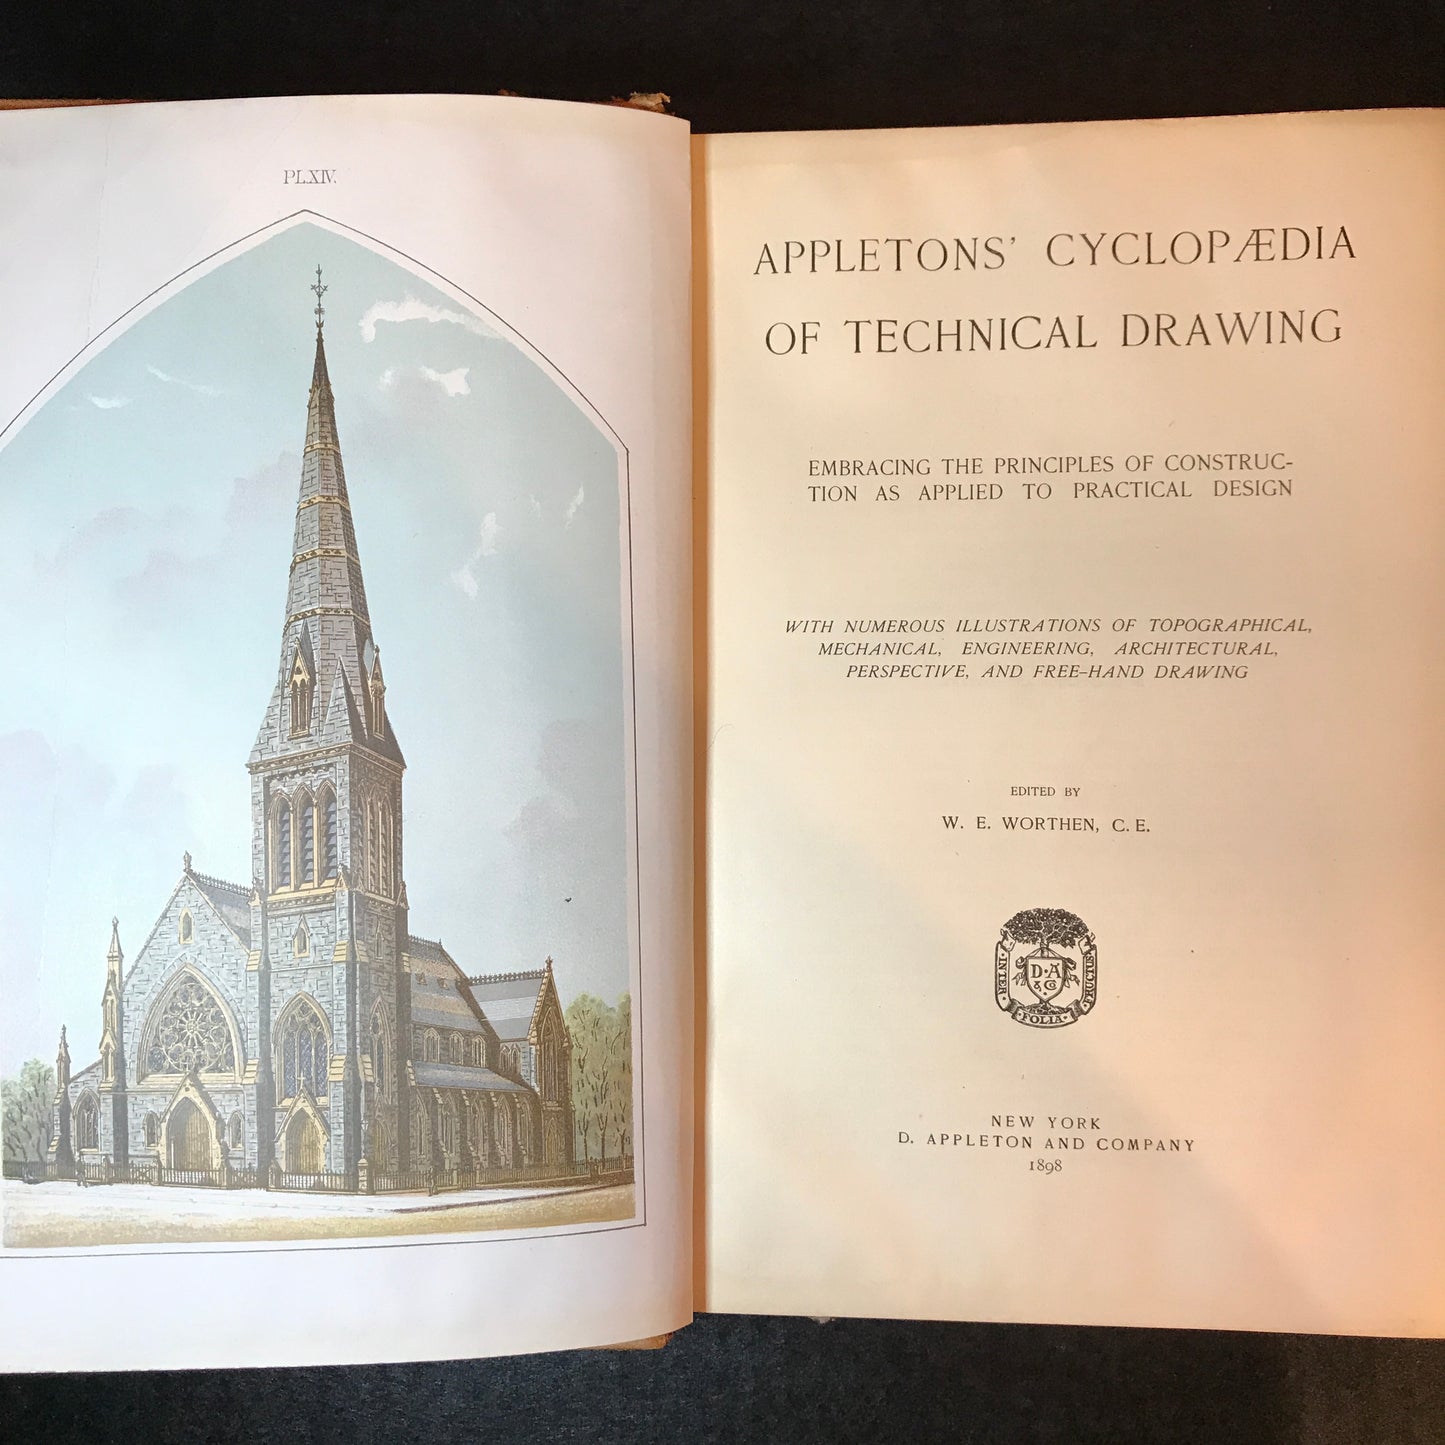 PL.XIV.
APPLETONS' CYCLOPÆDIA
OF TECHNICAL DRAWING
EMBRACING THE PRINCIPLES OF CONSTRUC-
TION AS APPLIED TO PRACTICAL DESIGN
WITH NUMEROUS ILLUSTRATIONS OF TOPOGRAPHICAL,
MECHANICAL, ENGINEERING, ARCHITECTURAL,
PERSPECTIVE, AND FREE-HAND DRAWING
EDITED BY
W. E. WORTHEN, C. E.
D·A
& Co
INTER
FOLIA
FRUCTUS
NEW YORK
D. APPLETON AND COMPANY
1898